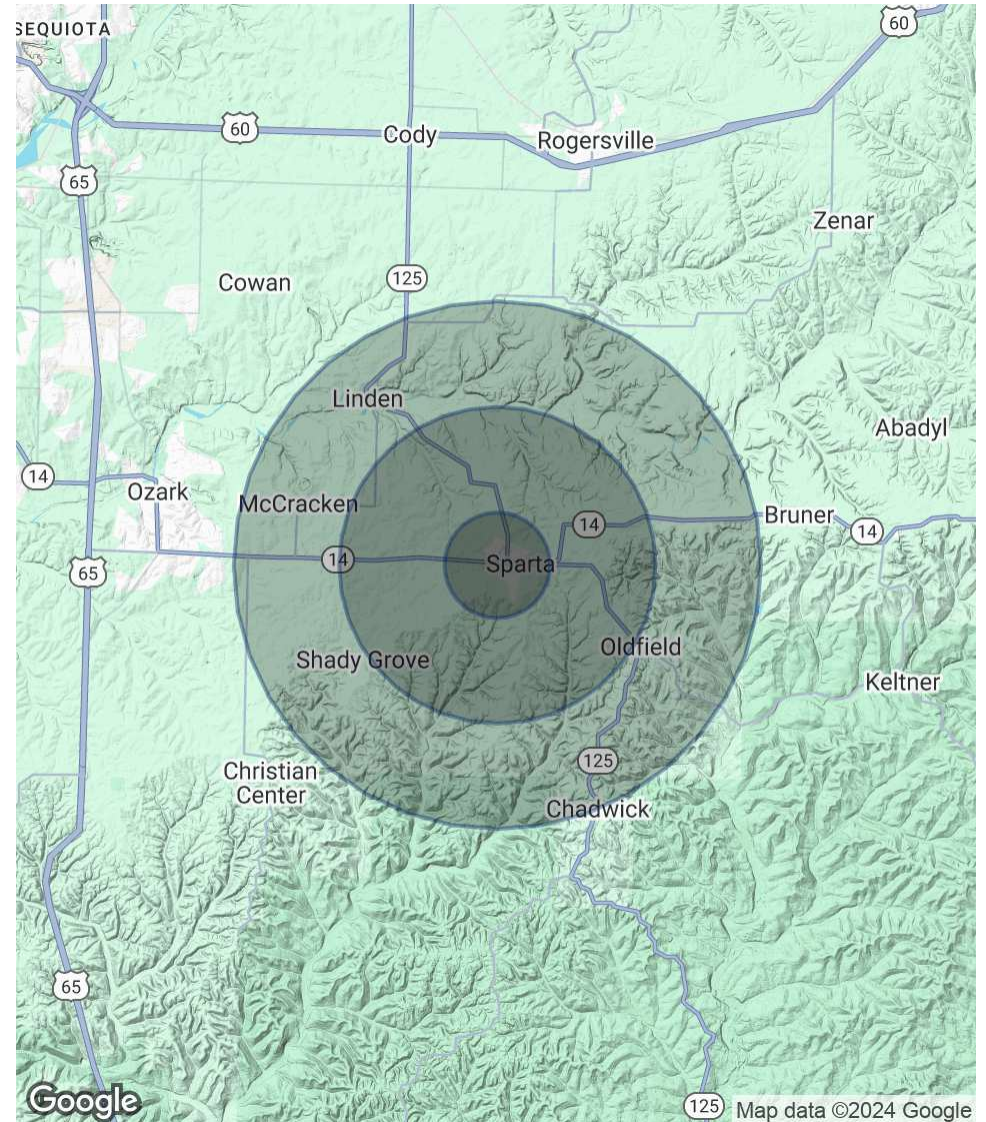 SEQUIOTA
60
60
Cody
Rogersville
65
Zenar
125
Cowan
Linden
Abadyl
14
Ozark
McCracken
Bruner
14
14
14
Sparta
65
Oldfield
Shady Grove
Keltner
125
Christian
Center
Chadwick
65
Google
125
Map data ©2024 Google